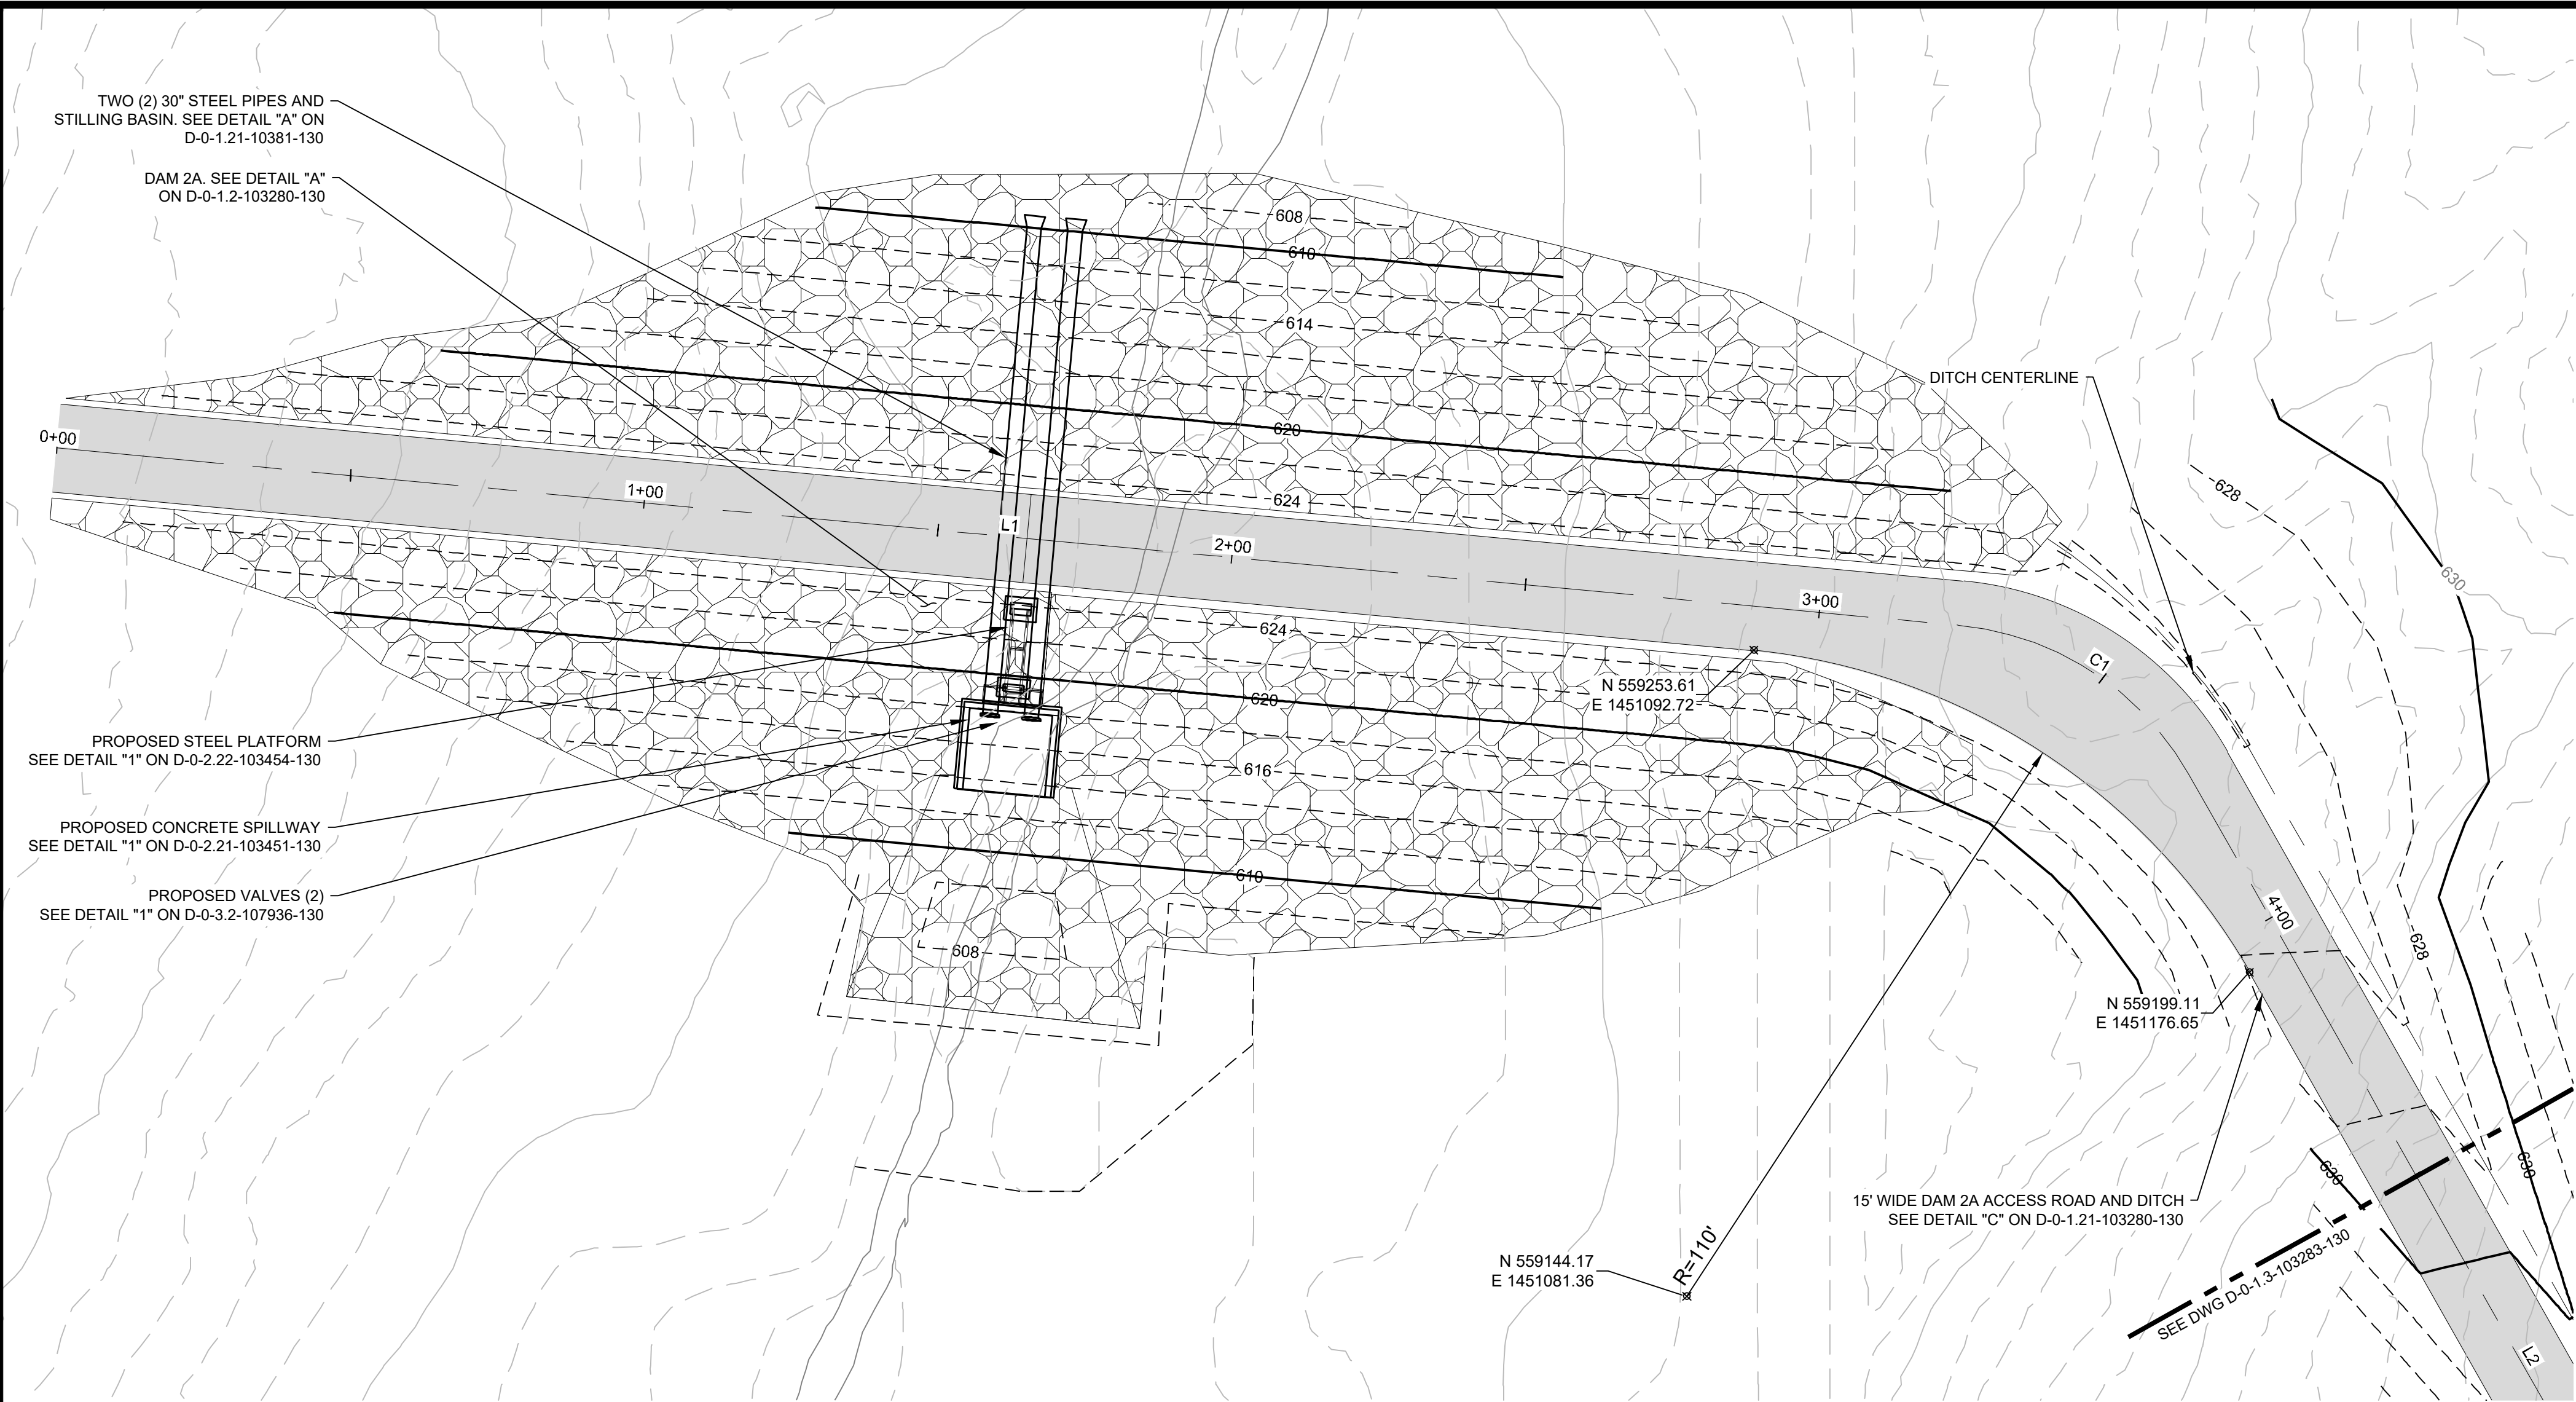 TWO (2) 30" STEEL PIPES AND
STILLING BASIN. SEE DETAIL "A" ON
D-0-1.21-10381-130
DAM 2A. SEE DETAIL "A"
ON D-0-1.2-103280-130
608
610
614
620
624
DITCH CENTERLINE
0+00
1+00
L1
2+00
3+00
C1
628
630
624
620
616
610
608
N 559253.61
E 1451092.72
PROPOSED STEEL PLATFORM
SEE DETAIL "1" ON D-0-2.22-103454-130
PROPOSED CONCRETE SPILLWAY
SEE DETAIL "1" ON D-0-2.21-103451-130
PROPOSED VALVES (2)
SEE DETAIL "1" ON D-0-3.2-107936-130
4+00
628
N 559199.11
E 1451176.65
15' WIDE DAM 2A ACCESS ROAD AND DITCH
SEE DETAIL "C" ON D-0-1.21-103280-130
630
630
N 559144.17
E 1451081.36
R=110'
SEE DWG D-0-1.3-103283-130
L2